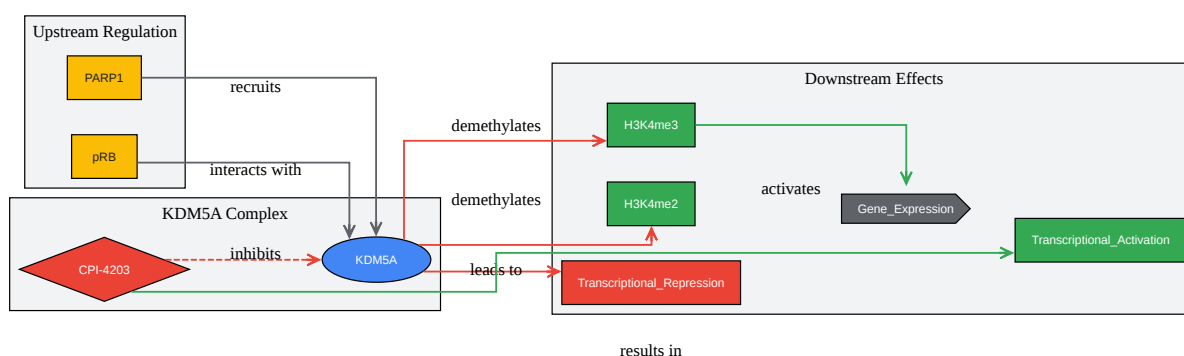 Upstream Regulation
PARP1
recruits
pRB
interacts with
KDM5A Complex
CPI-4203
inhibits
KDM5A
demethylates
demethylates
leads to
Downstream Effects
H3K4me3
H3K4me2
activates
Gene_Expression
Transcriptional_Activation
Transcriptional_Repression
results in